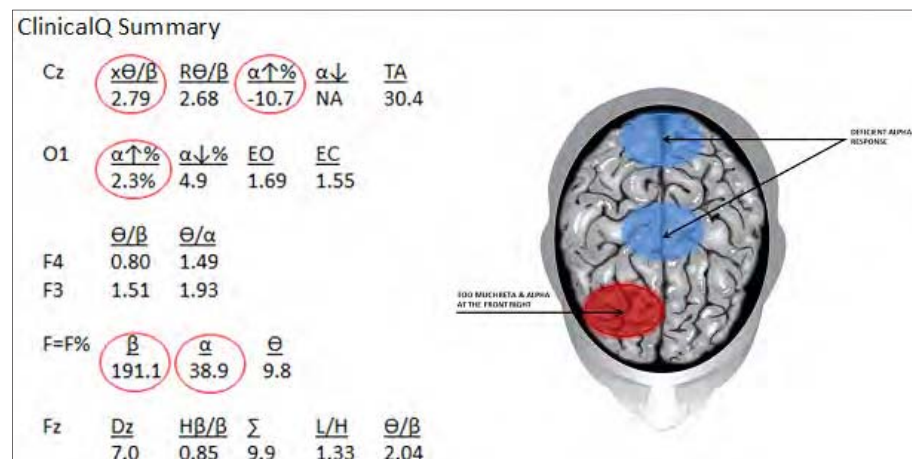 ClinicalQ Summary
Cz xΘ/β RΘ/β α↑% α↓ TA
2.79 2.68 -10.7 NA 30.4
O1 α↑% α↓% EO EC
2.3% 4.9 1.69 1.55
Θ/β Θ/α
F4 0.80 1.49
F3 1.51 1.93
F=F% β α Θ
191.1 38.9 9.8
Fz Dz Hβ/β Σ L/H Θ/β
7.0 0.85 9.9 1.33 2.04
DEFICIENT ALPHA
RESPONSE
TOO MUCH BETA & ALPHA
AT THE FRONT RIGHT